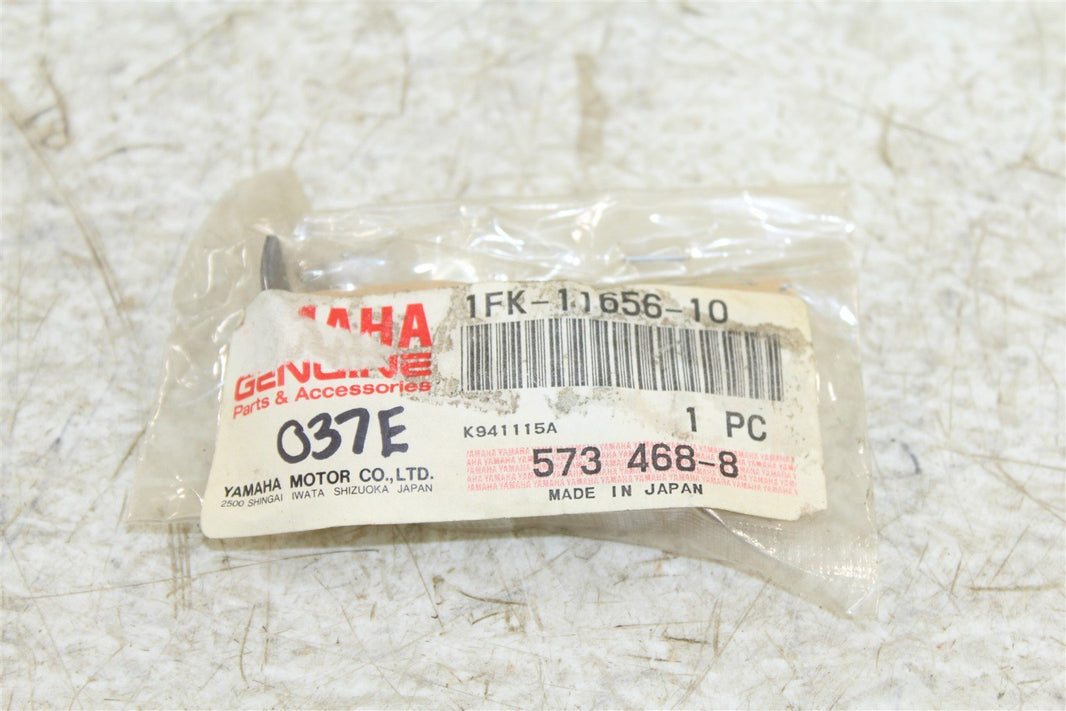 YAMAHA
GENUINE
Parts & Accessories
037E
YAMAHA MOTOR CO.,LTD.
2500 SHINGAI IWATA SHIZUOKA JAPAN
1FK-11656-10
K941115A
1 PC
573 468-8
MADE IN JAPAN